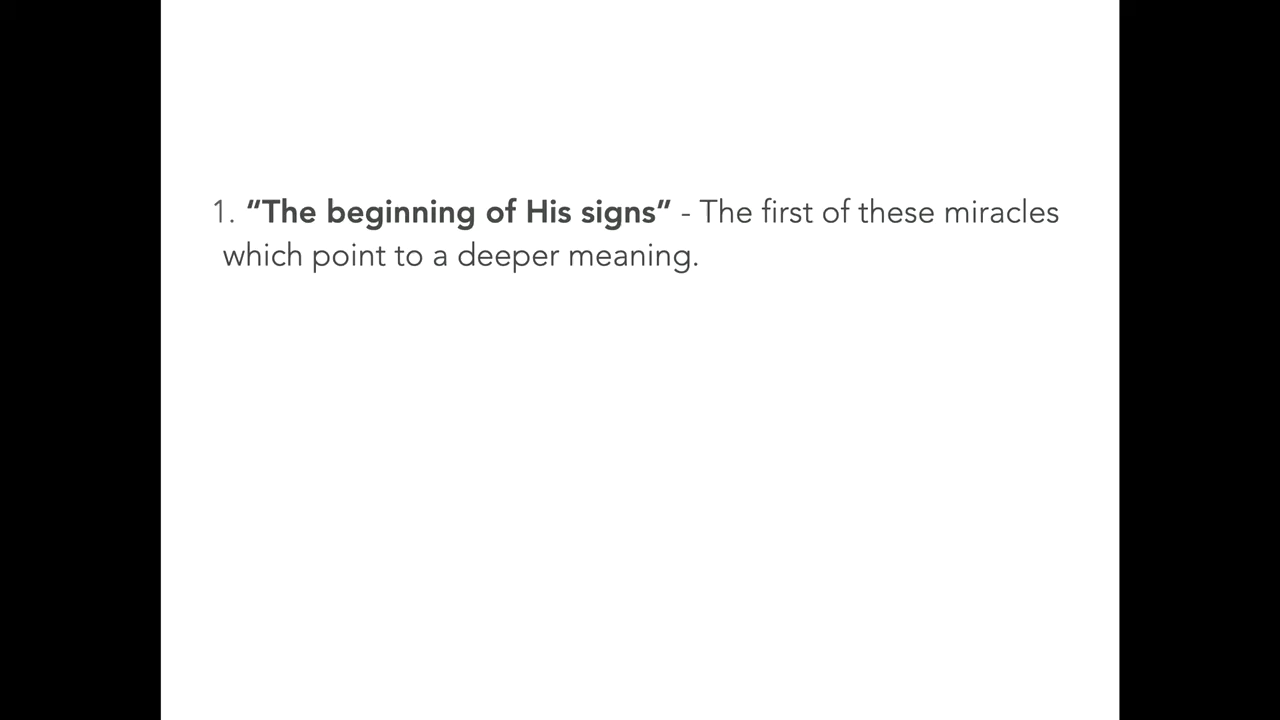 1. “The beginning of His signs” - The first of these miracles
which point to a deeper meaning.